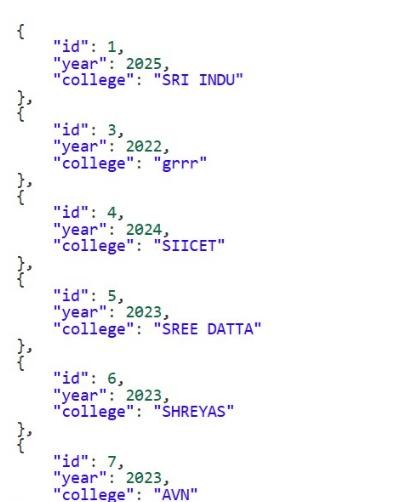 {
"id": 1,
"year": 2025,
"college": "SRI INDU"
},
{
"id": 3,
"year": 2022,
"college": "grrr"
},
{
"id": 4,
"year": 2024,
"college": "SIICET"
},
{
"id": 5,
"year": 2023,
"college": "SREE DATTA"
},
{
"id": 6,
"year": 2023,
"college": "SHREYAS"
},
{
"id": 7,
"year": 2023,
"college": "AVN"